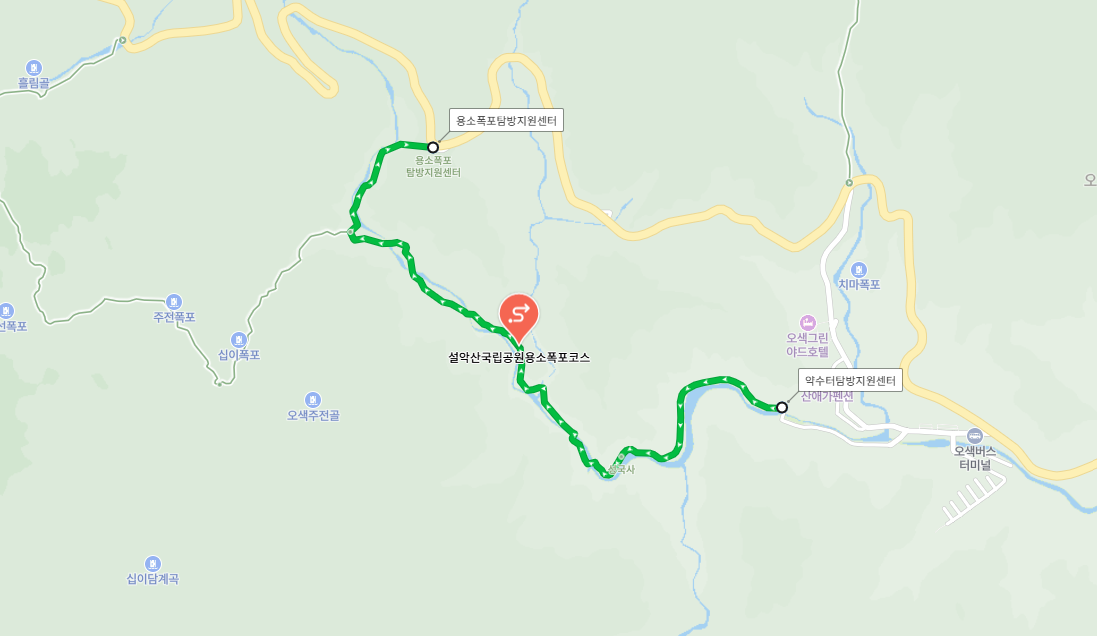 흘림골
용소폭포탐방지원센터
용소폭포
탐방지원센터
오
치마폭포
선폭포
주전폭포
십이폭포
오색그린
야드호텔
설악산국립공원용소폭포코스
약수터탐방지원센터
산애가펜션
오색주전골
오색버스
터미널
성국사
십이담계곡